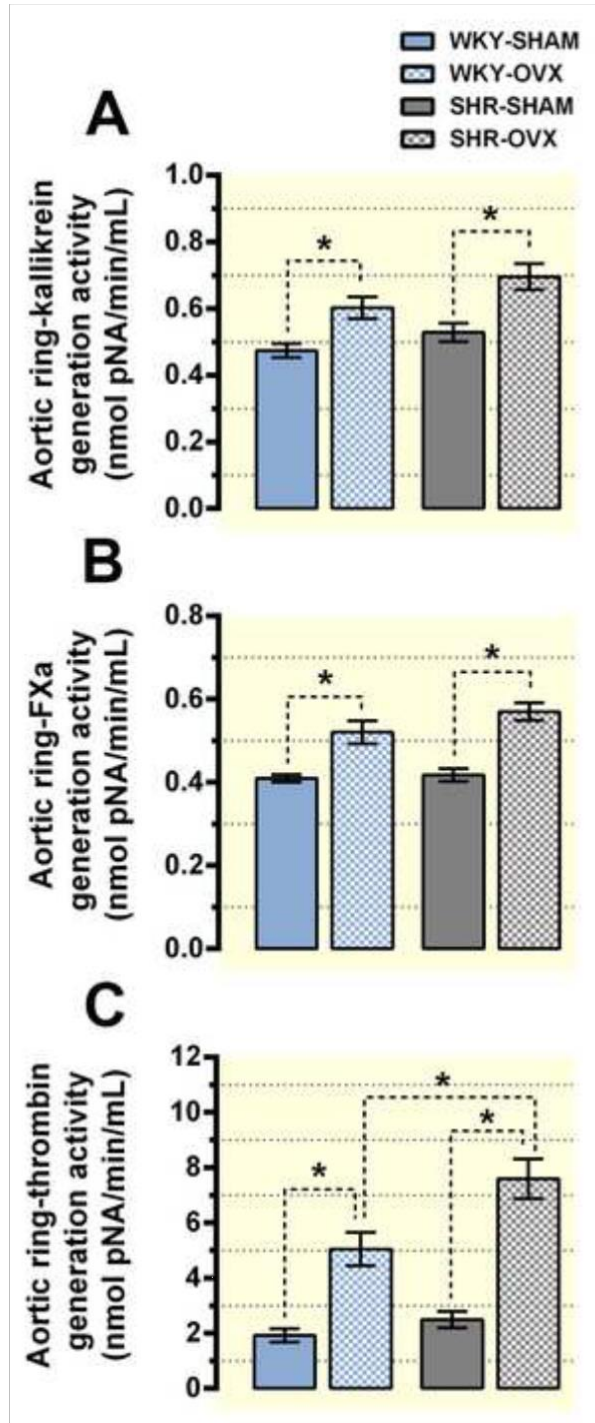 WKY-SHAM
WKY-OVX
SHR-SHAM
SHR-OVX
A
Aortic ring-kallikrein
generation activity
(nmol pNA/min/mL)
1.0
0.8
0.6
0.4
0.2
0.0
*
*
B
Aortic ring-FXa
generation activity
(nmol pNA/min/mL)
0.8
0.6
0.4
0.2
0.0
*
*
C
Aortic ring-thrombin
generation activity
(nmol pNA/min/mL)
12
10
8
6
4
2
0
*
*
*